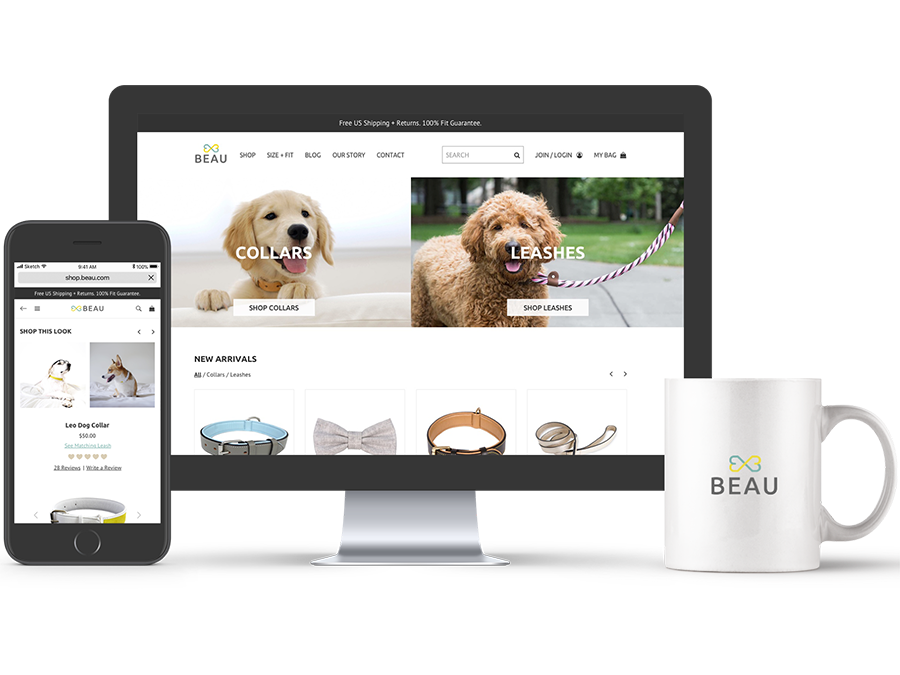 Free US Shipping + Returns. 100% Fit Guarantee.
BEAU SHOP SIZE + FIT BLOG OUR STORY CONTACT SEARCH JOIN / LOGIN MY BAG
COLLARS
LEASHES
SHOP COLLARS
SHOP LEASHES
NEW ARRIVALS
All / Collars / Leashes
Sketch 9:41 AM 100%
shop.beau.com
Free US Shipping + Returns. 100% Fit Guarantee.
BEAU
SHOP THIS LOOK
Leo Dog Collar
$50.00
See Matching Leash
28 Reviews | Write a Review
BEAU